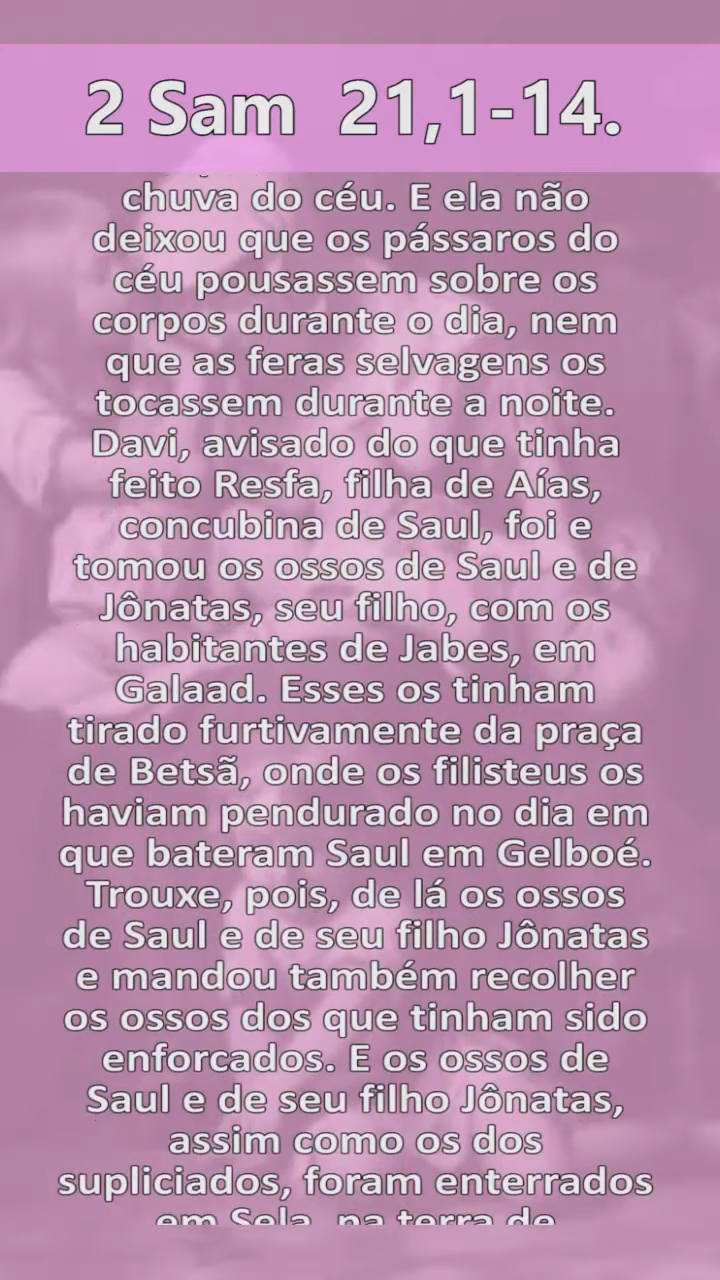 2 Sam 21,1-14.
chuva do céu. E ela não
deixou que os pássaros do
céu pousassem sobre os
corpos durante o dia, nem
que as feras selvagens os
tocassem durante a noite.
Davi, avisado do que tinha
feito Resfa, filha de Aías,
concubina de Saul, foi e
tomou os ossos de Saul e de
Jônatas, seu filho, com os
habitantes de Jabes, em
Galaad. Esses os tinham
tirado furtivamente da praça
de Betsã, onde os filisteus os
haviam pendurado no dia em
que bateram Saul em Gelboé.
Trouxe, pois, de lá os ossos
de Saul e de seu filho Jônatas
e mandou também recolher
os ossos dos que tinham sido
enforcados. E os ossos de
Saul e de seu filho Jônatas,
assim como os dos
supliciados, foram enterrados
em Sela, na terra de